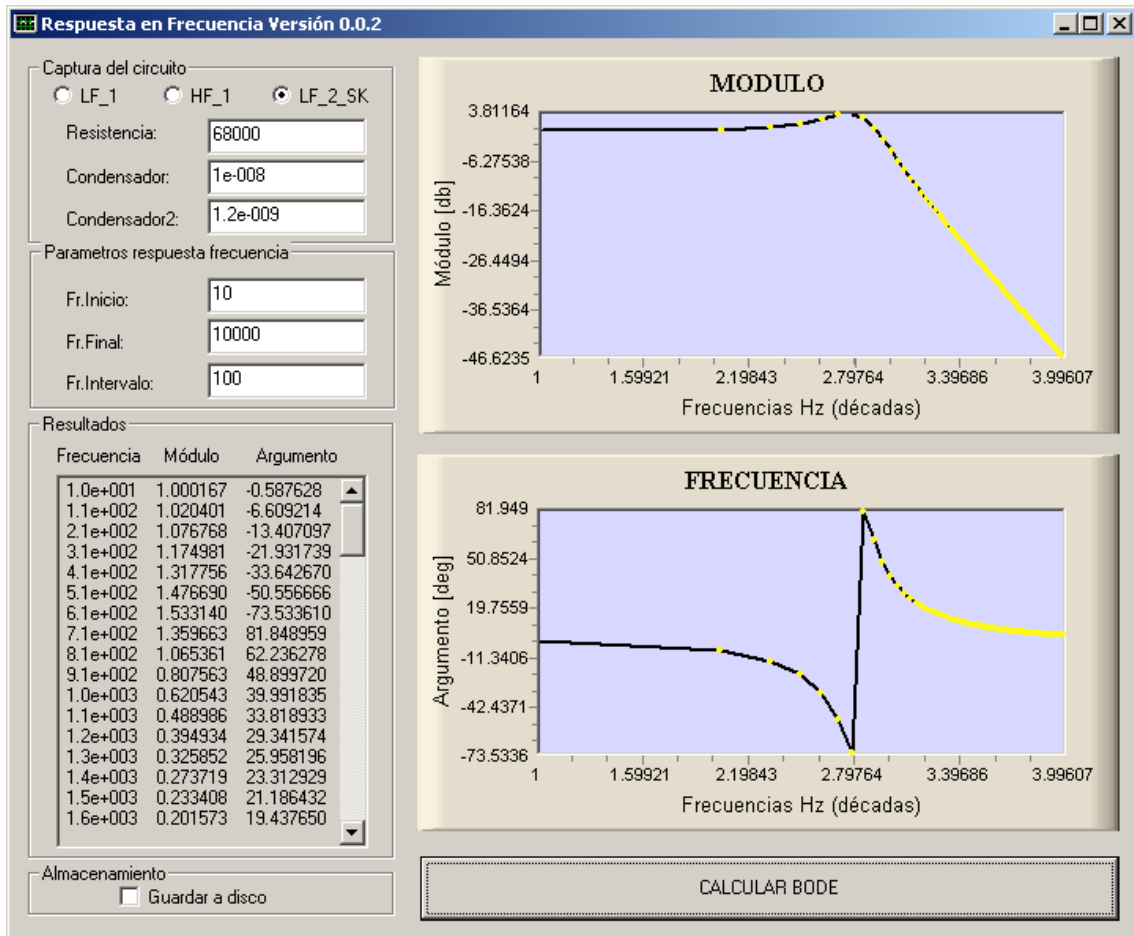 Respuesta en Frecuencia Versión 0.0.2
Captura del circuito
LF_1 HF_1 LF_2_SK
Resistencia: 68000
Condensador: 1e-008
Condensador2: 1.2e-009
Parametros respuesta frecuencia
Fr.Inicio: 10
Fr.Final: 10000
Fr.Intervalo: 100
Resultados
Frecuencia Módulo Argumento
1.0e+001 1.000167 -0.587628
1.1e+002 1.020401 -6.609214
2.1e+002 1.076768 -13.407097
3.1e+002 1.174981 -21.931739
4.1e+002 1.317756 -33.642670
5.1e+002 1.476690 -50.556666
6.1e+002 1.533140 -73.533610
7.1e+002 1.359663 81.848959
8.1e+002 1.065361 62.236278
9.1e+002 0.807563 48.899720
1.0e+003 0.620543 39.991835
1.1e+003 0.488986 33.818933
1.2e+003 0.394934 29.341574
1.3e+003 0.325852 25.958196
1.4e+003 0.273719 23.312929
1.5e+003 0.233408 21.186432
1.6e+003 0.201573 19.437650
Almacenamiento
Guardar a disco
MODULO
Módulo [db]
3.81164
-6.27538
-16.3624
-26.4494
-36.5364
-46.6235
1 1.59921 2.19843 2.79764 3.39686 3.99607
Frecuencias Hz (décadas)
FRECUENCIA
Argumento [deg]
81.949
50.8524
19.7559
-11.3406
-42.4371
-73.5336
1 1.59921 2.19843 2.79764 3.39686 3.99607
Frecuencias Hz (décadas)
CALCULAR BODE